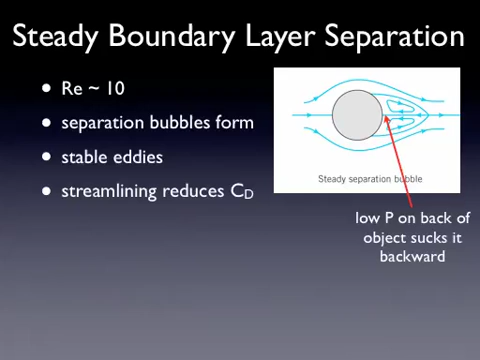 Steady Boundary Layer Separation
• Re ~ 10
• separation bubbles form
• stable eddies
• streamlining reduces CD
Steady separation bubble
low P on back of
object sucks it
backward